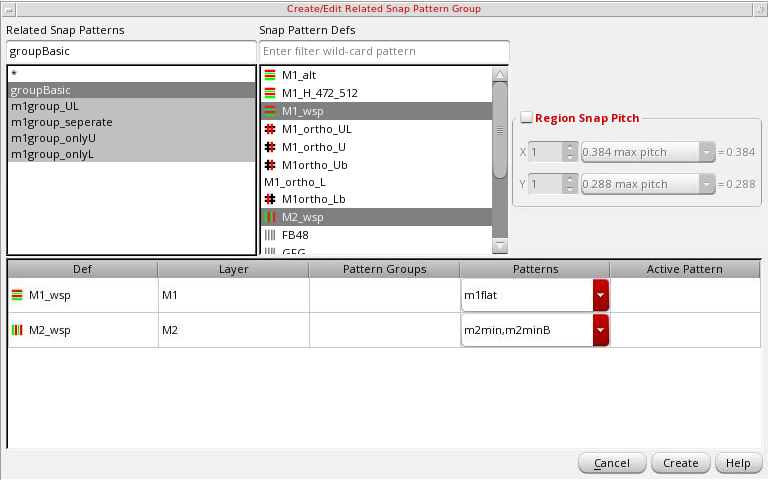 Create/Edit Related Snap Pattern Group
Related Snap Patterns
Snap Pattern Defs
groupBasic
Enter filter wild-card pattern
*
groupBasic
m1group_UL
m1group_seperate
m1group_onlyU
m1group_onlyL
M1_alt
M1_H_472_512
M1_wsp
M1_ortho_UL
M1_ortho_U
M1ortho_Ub
M1_ortho_L
M1ortho_Lb
M2_wsp
FB48
Region Snap Pitch
X 1 0.384 max pitch = 0.384
Y 1 0.288 max pitch = 0.288
Def Layer Pattern Groups Patterns Active Pattern
M1_wsp M1 m1flat
M2_wsp M2 m2min,m2minB
Cancel Create Help